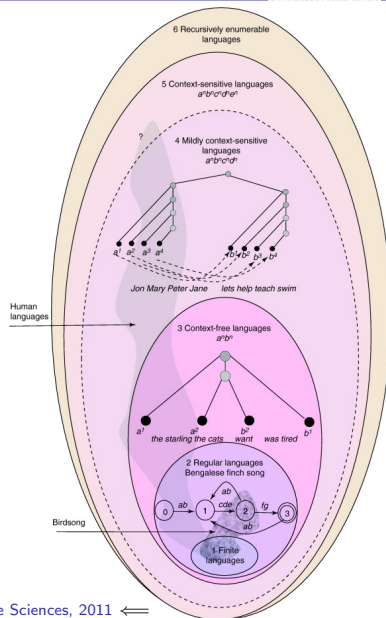 6 Recursively enumerable
languages
5 Context-sensitive languages
aⁿbⁿcⁿdⁿeⁿ
?
4 Mildly context-sensitive
languages
aⁿbⁿcⁿdⁿ
a¹ a² a³ a⁴ b¹ b² b³ b⁴
Jon Mary Peter Jane lets help teach swim
Human
languages
3 Context-free languages
aⁿbⁿ
a¹ a² b² b¹
the starling the cats want was tired
2 Regular languages
Bengalese finch song
ab
0 ab 1 cde 2 fg 3
ab
Birdsong
1 Finite
languages
e Sciences, 2011 ⟸